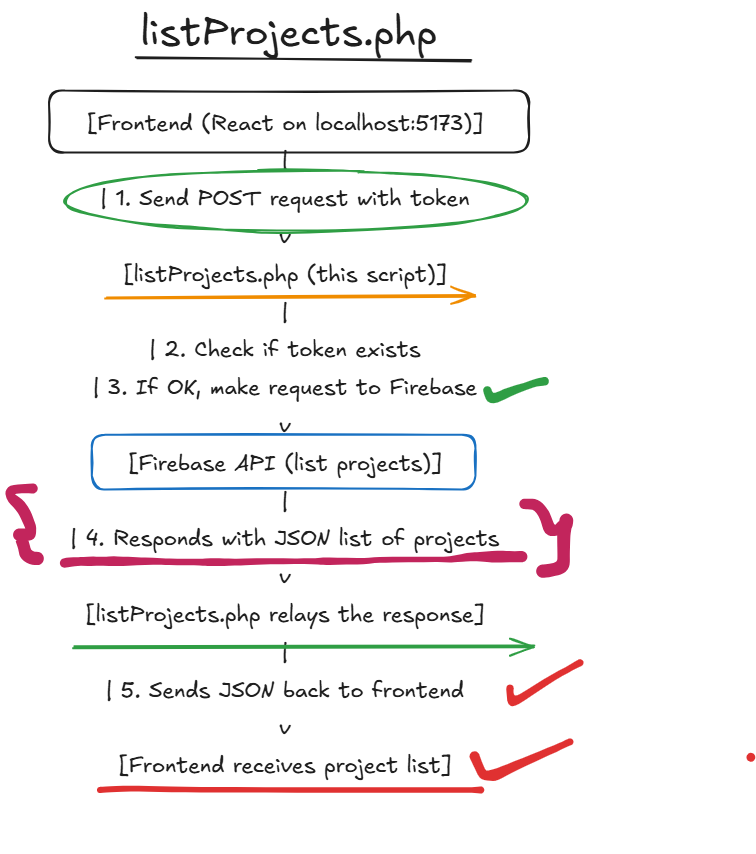 listProjects.php
[Frontend (React on localhost:5173)]
|
| 1. Send POST request with token
v
[listProjects.php (this script)]
|
| 2. Check if token exists
| 3. If OK, make request to Firebase
v
[Firebase API (list projects)]
|
| 4. Responds with JSON list of projects
v
[listProjects.php relays the response]
|
| 5. Sends JSON back to frontend
v
[Frontend receives project list]